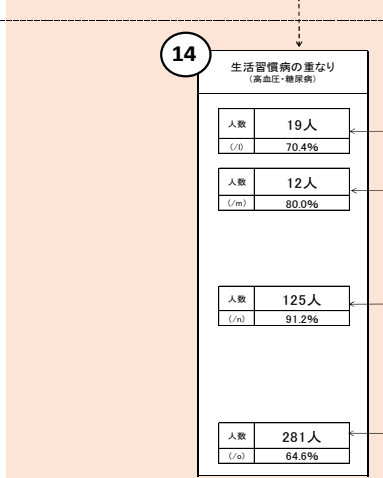 14
生活習慣病の重なり
(高血圧・糖尿病)
人数 19人
(/l) 70.4%
人数 12人
(/m) 80.0%
人数 125人
(/n) 91.2%
人数 281人
(/o) 64.6%